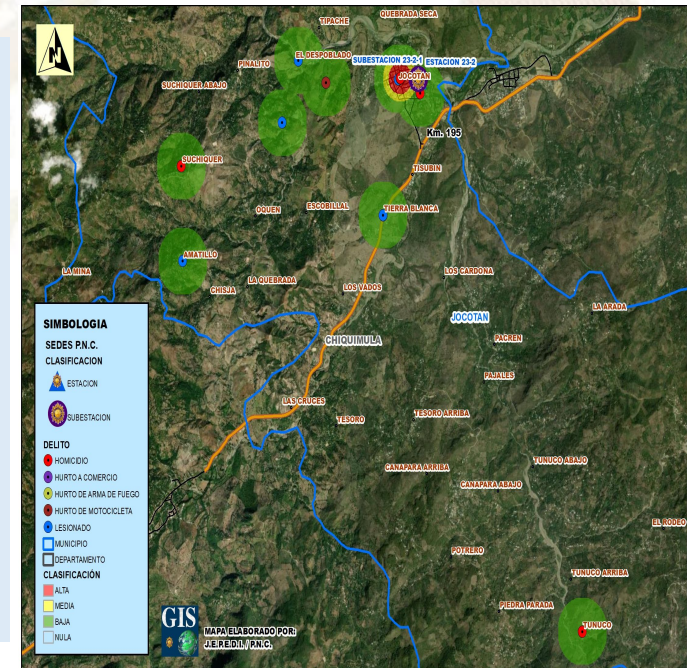 N
TIPACHE
QUEBRADA SECA
EL DESPOBLADO
PINALITO
SUBESTACION 23-2-1
ESTACION 23-2
JOCOTAN
SUCHIQUER ABAJO
Km. 195
SUCHIQUER
TISUBIN
OQUEN
ESCOBILLAL
TIERRA BLANCA
AMATILLO
LA MINA
CHISJA
LA QUEBRADA
LOS VADOS
LOS CARDONA
LA ARADA
JOCOTAN
CHIQUIMULA
PACREN
PAJALES
LAS CRUCES
TESORO
TESORO ARRIBA
CANAPARA ARRIBA
CANAPARA ABAJO
TUNUCO ABAJO
EL RODEO
POTRERO
TUNUCO ARRIBA
PIEDRA PARADA
TUNUCO
SIMBOLOGIA
SEDES P.N.C.
CLASIFICACION
ESTACION
SUBESTACION
DELITO
HOMICIDIO
HURTO A COMERCIO
HURTO DE ARMA DE FUEGO
HURTO DE MOTOCICLETA
LESIONADO
MUNICIPIO
DEPARTAMENTO
CLASIFICACIÓN
ALTA
MEDIA
BAJA
NULA
GIS
MAPA ELABORADO POR:
J.E.P.E.D.I. / P.N.C.